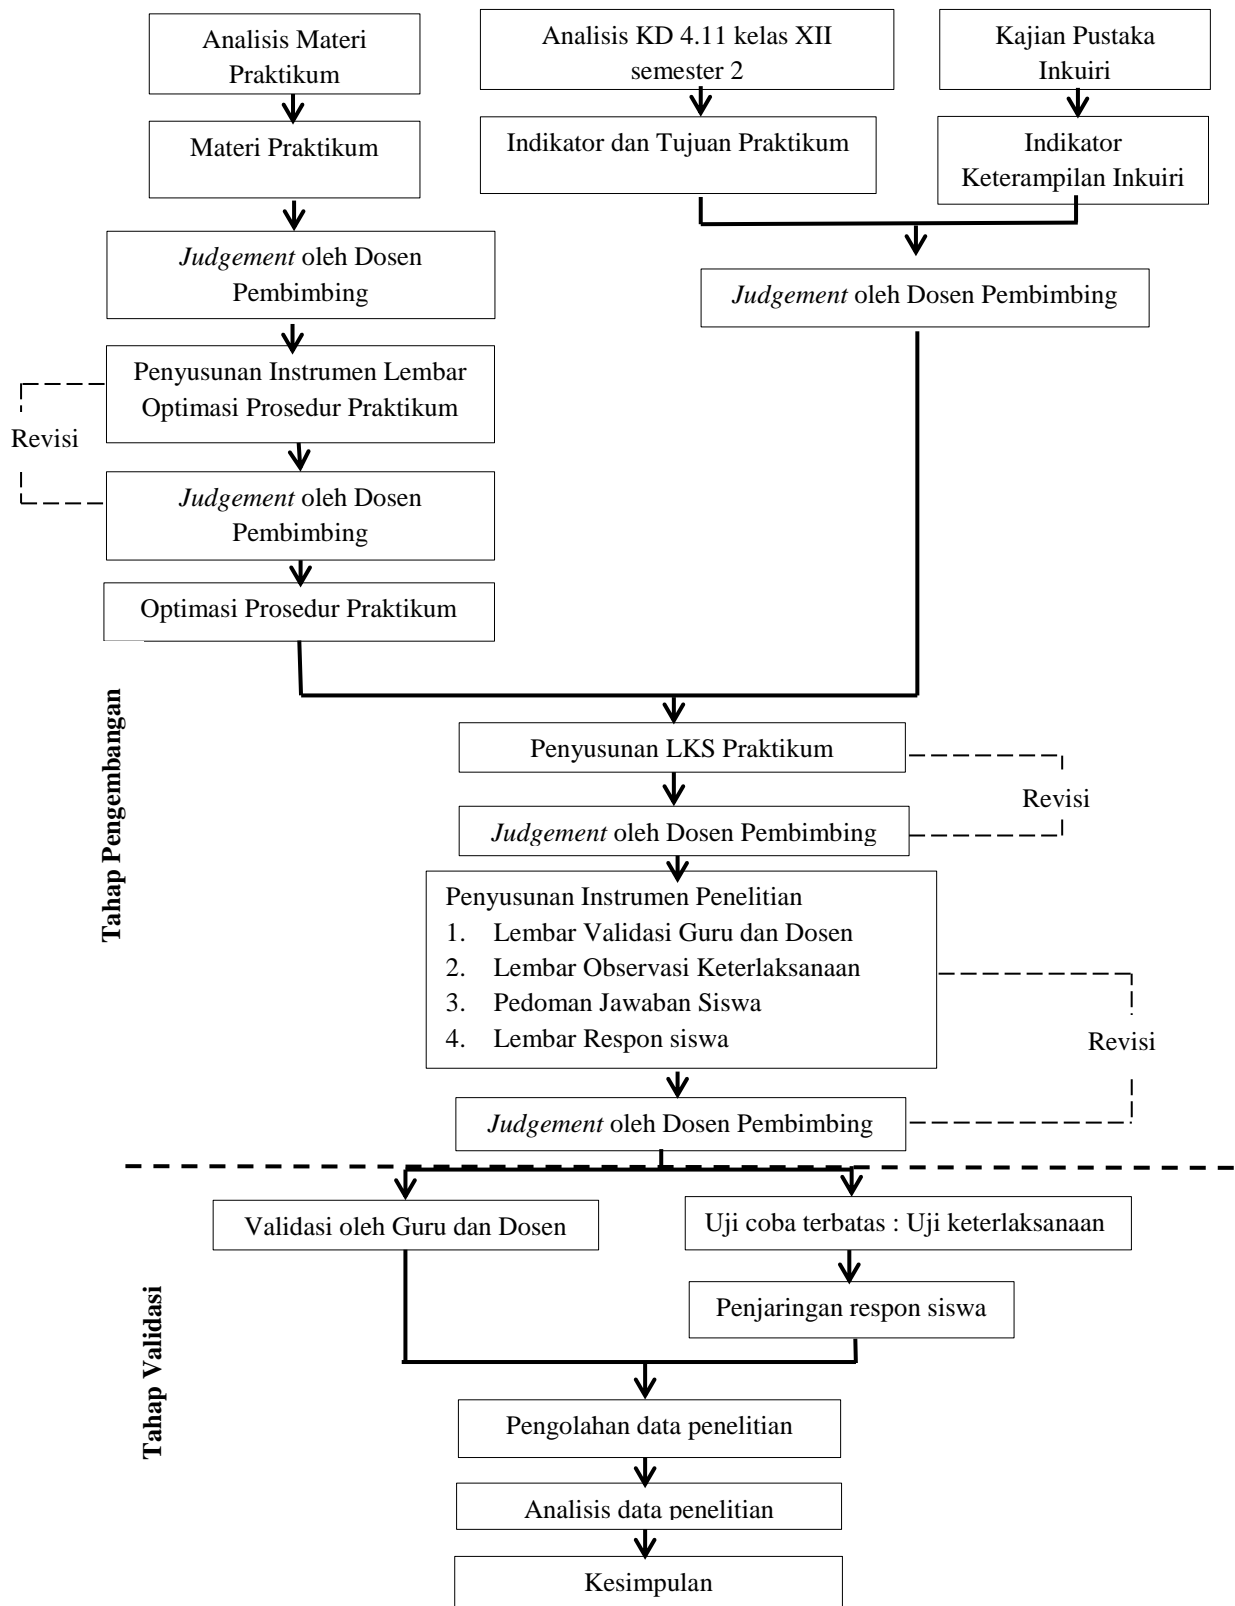 Analisis Materi
Praktikum
Analisis KD 4.11 kelas XII
semester 2
Kajian Pustaka
Inkuiri
Materi Praktikum
Indikator dan Tujuan Praktikum
Indikator
Keterampilan Inkuiri
Judgement oleh Dosen
Pembimbing
Judgement oleh Dosen Pembimbing
Penyusunan Instrumen Lembar
Optimasi Prosedur Praktikum
Revisi
Judgement oleh Dosen
Pembimbing
Optimasi Prosedur Praktikum
Tahap Pengembangan
Penyusunan LKS Praktikum
Revisi
Judgement oleh Dosen Pembimbing
Penyusunan Instrumen Penelitian
1. Lembar Validasi Guru dan Dosen
2. Lembar Observasi Keterlaksanaan
3. Pedoman Jawaban Siswa
4. Lembar Respon siswa
Revisi
Judgement oleh Dosen Pembimbing
Validasi oleh Guru dan Dosen
Uji coba terbatas : Uji keterlaksanaan
Tahap Validasi
Penjaringan respon siswa
Pengolahan data penelitian
Analisis data penelitian
Kesimpulan